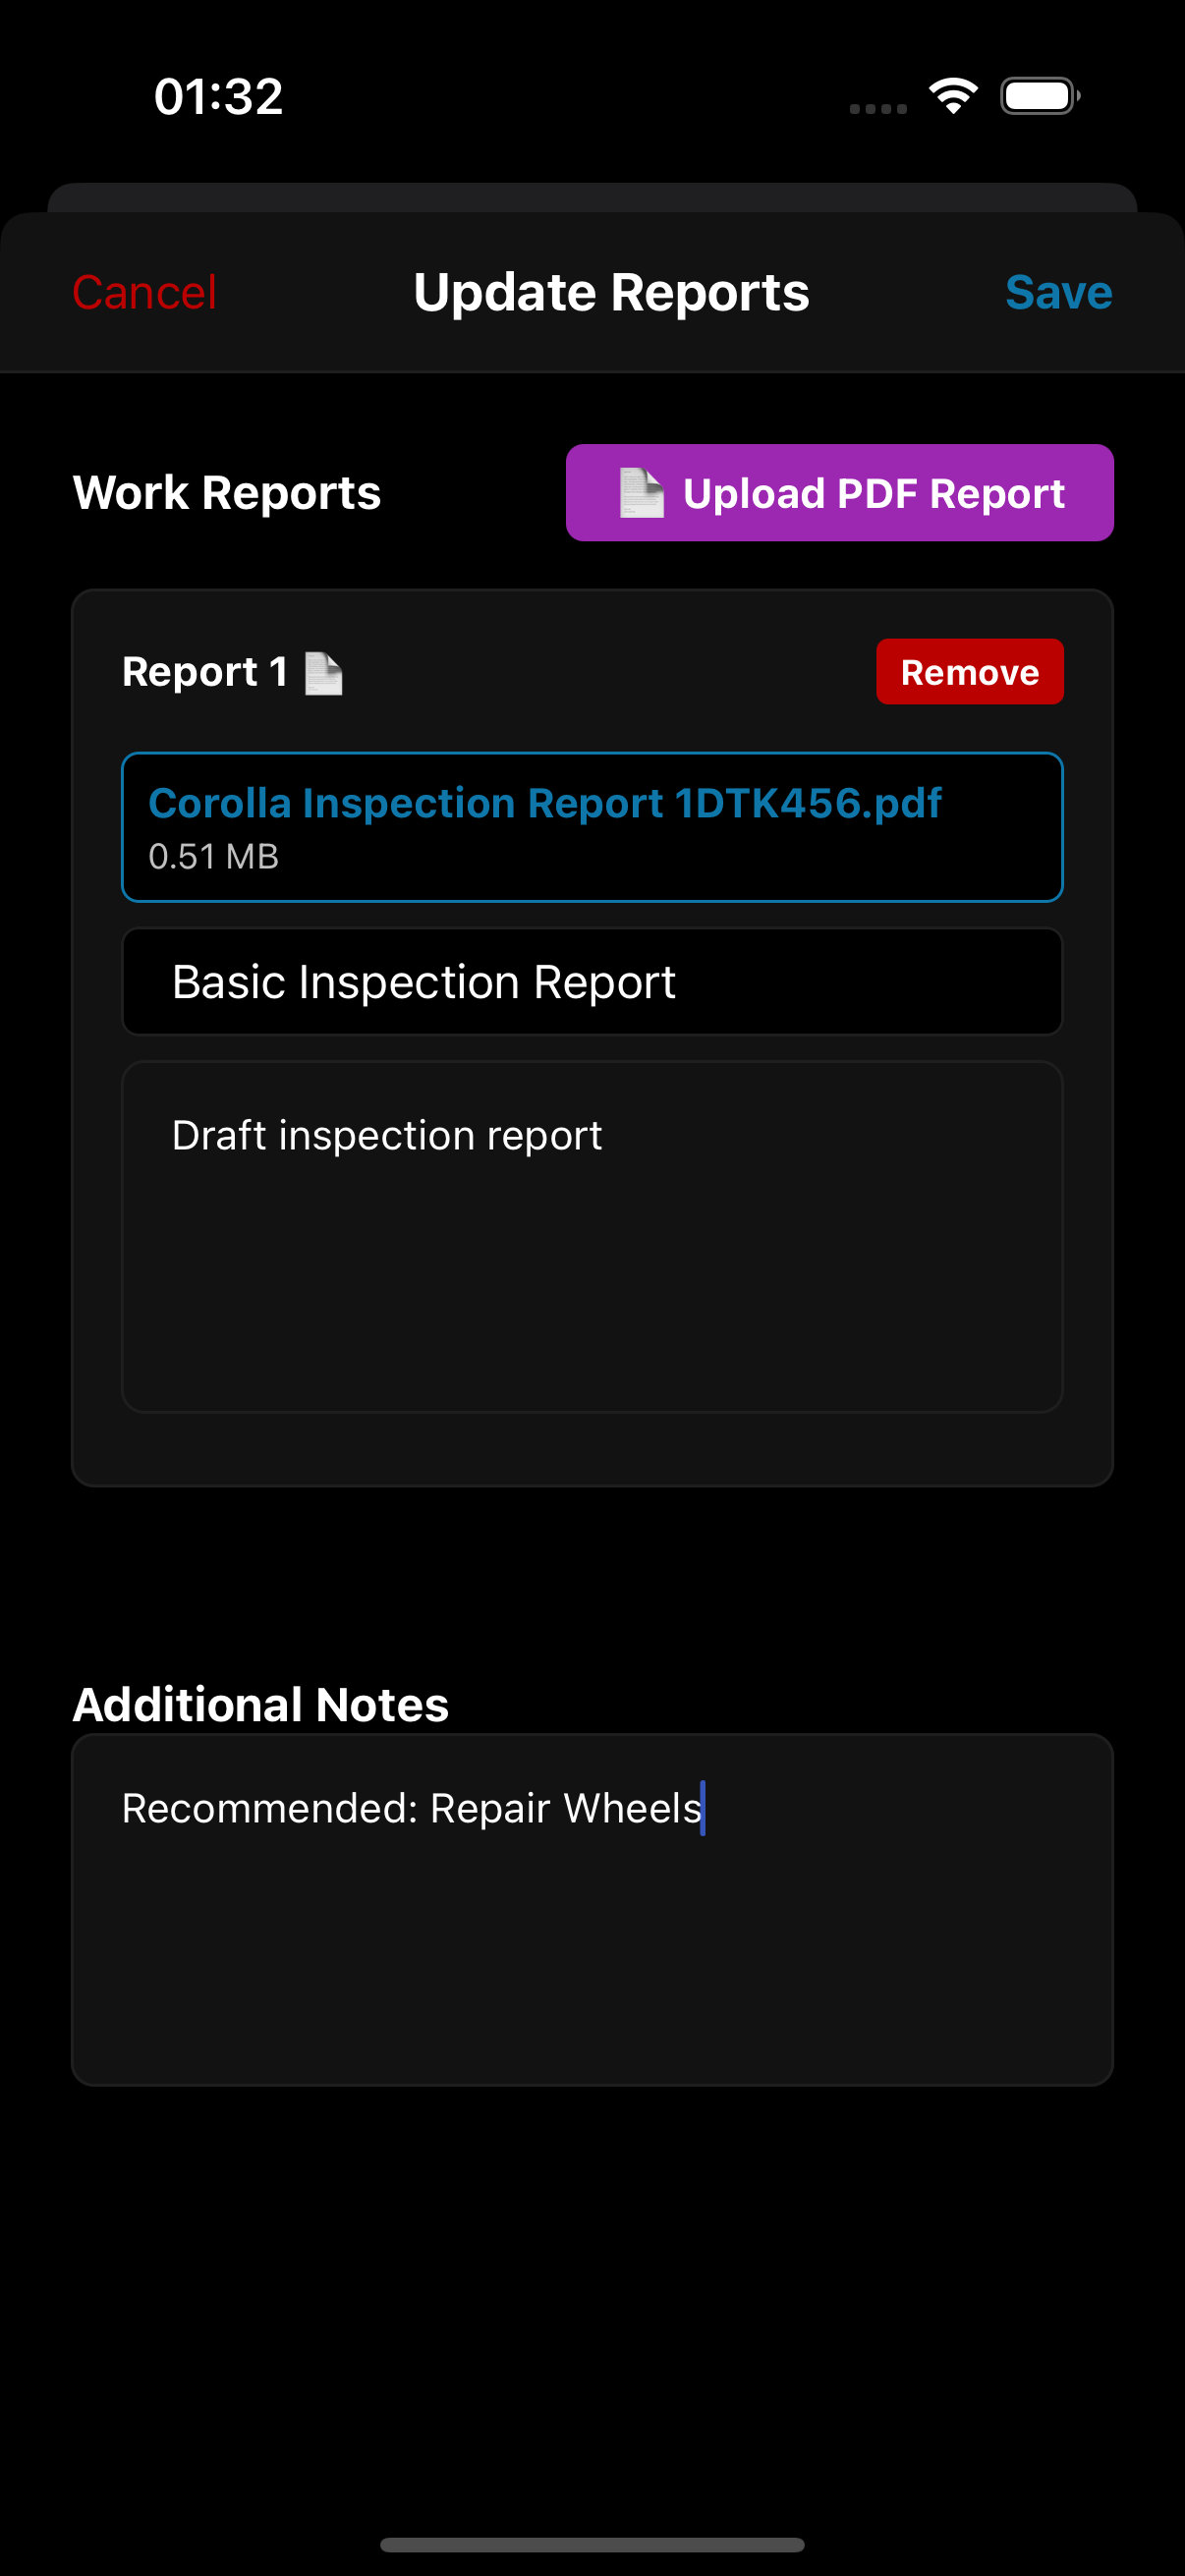 01:32
Cancel
Update Reports
Save
Work Reports
Upload PDF Report
Report 1
Remove
Corolla Inspection Report 1DTK456.pdf
0.51 MB
Basic Inspection Report
Draft inspection report
Additional Notes
Recommended: Repair Wheels